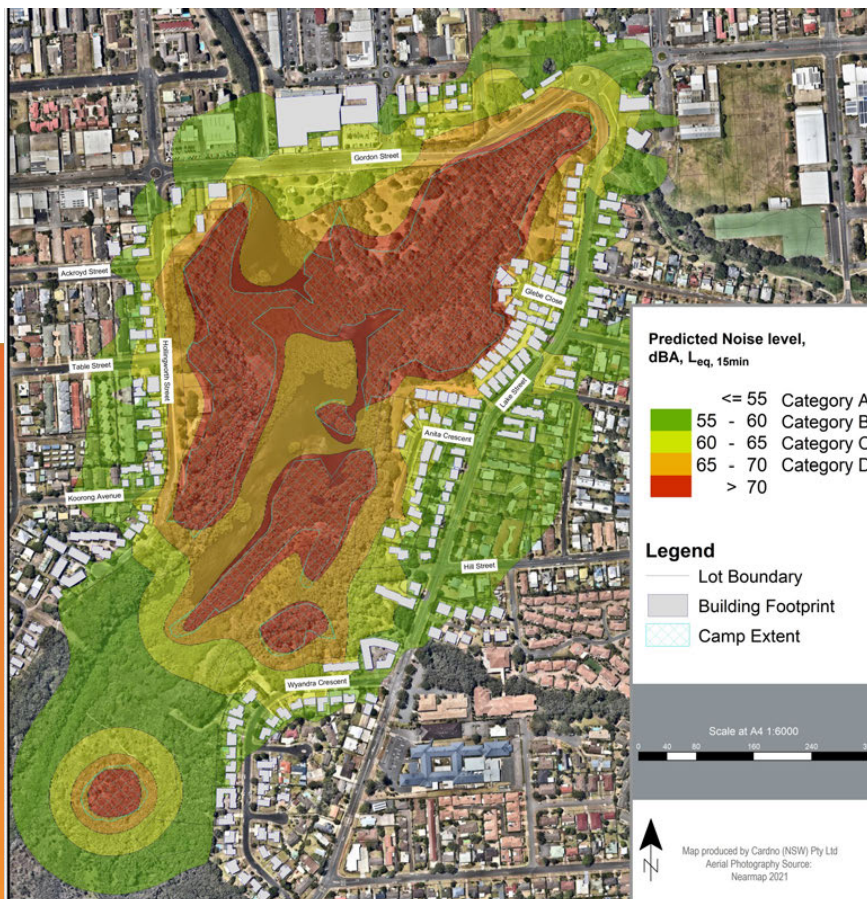 Gordon Street
Ackroyd Street
Glebe Close
Hollingworth Street
Table Street
Lake Street
Anita Crescent
Koorong Avenue
Hill Street
Wyandra Crescent
Predicted Noise level,
dBA, Leq, 15min
<= 55 Category A
55 - 60 Category B
60 - 65 Category C
65 - 70 Category D
> 70
Legend
Lot Boundary
Building Footprint
Camp Extent
Scale at A4 1:6000
0 40 80 160 240
N
Map produced by Cardno (NSW) Pty Ltd
Aerial Photography Source:
Nearmap 2021